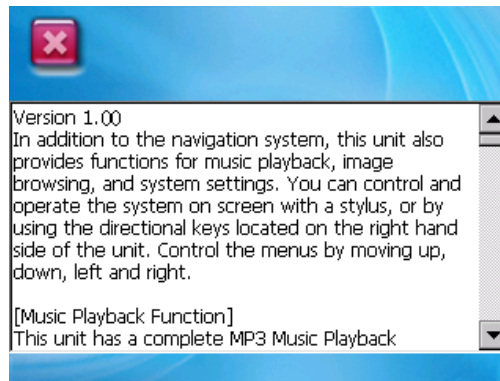 Version 1.00
In addition to the navigation system, this unit also
provides functions for music playback, image
browsing, and system settings. You can control and
operate the system on screen with a stylus, or by
using the directional keys located on the right hand
side of the unit. Control the menus by moving up,
down, left and right.
[Music Playback Function]
This unit has a complete MP3 Music Playback